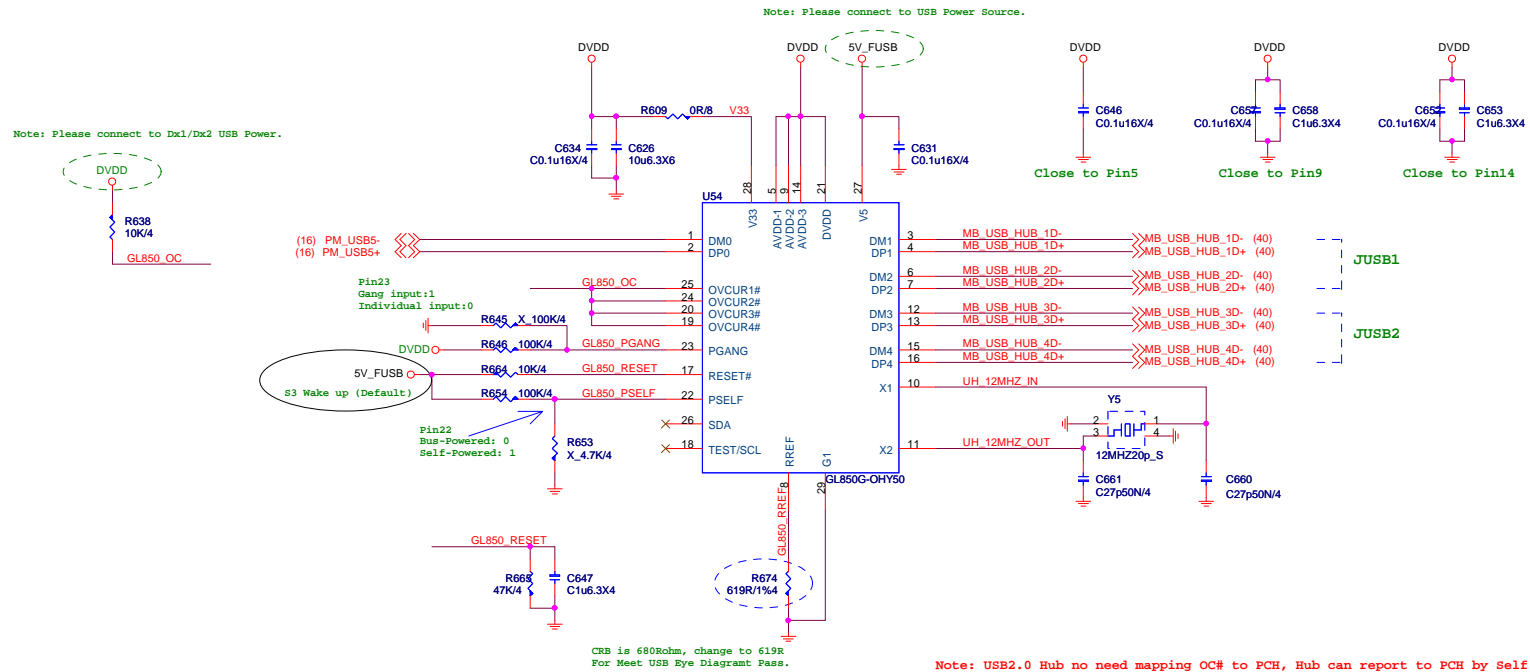 Note: Please connect to USB Power Source.
DVDD
DVDD
5V_FUSB
DVDD
DVDD
DVDD
R609 0R/8 V33
C634
C0.1u16X/4
C626
10u6.3X6
C631
C0.1u16X/4
C646
C0.1u16X/4
C657
C0.1u16X/4
C658
C1u6.3X4
C652
C0.1u16X/4
C653
C1u6.3X4
Close to Pin5
Close to Pin9
Close to Pin14
Note: Please connect to Dx1/Dx2 USB Power.
DVDD
R638
10K/4
GL850_OC
U54
28
5
9
14
21
27
V33
AVDD-1
AVDD-2
AVDD-3
DVDD
V5
(16) PM_USB5- 1 DM0
(16) PM_USB5+ 2 DP0
GL850_OC 25 OVCUR1#
24 OVCUR2#
20 OVCUR3#
19 OVCUR4#
Pin23
Gang input:1
Individual input:0
R645 X_100K/4
DVDD R646 100K/4 GL850_PGANG 23 PGANG
5V_FUSB R664 10K/4 GL850_RESET 17 RESET#
S3 Wake up (Default)
R654 100K/4 GL850_PSELF 22 PSELF
26 SDA
18 TEST/SCL
Pin22
Bus-Powered: 0
Self-Powered: 1
R653
X_4.7K/4
DM1 3 MB_USB_HUB_1D- MB_USB_HUB_1D- (40)
DP1 4 MB_USB_HUB_1D+ MB_USB_HUB_1D+ (40)
DM2 6 MB_USB_HUB_2D- MB_USB_HUB_2D- (40)
DP2 7 MB_USB_HUB_2D+ MB_USB_HUB_2D+ (40)
JUSB1
DM3 12 MB_USB_HUB_3D- MB_USB_HUB_3D- (40)
DP3 13 MB_USB_HUB_3D+ MB_USB_HUB_3D+ (40)
DM4 15 MB_USB_HUB_4D- MB_USB_HUB_4D- (40)
DP4 16 MB_USB_HUB_4D+ MB_USB_HUB_4D+ (40)
JUSB2
X1 10 UH_12MHZ_IN
X2 11 UH_12MHZ_OUT
Y5
2
3
1
4
12MHZ20p_S
C661
C27p50N/4
C660
C27p50N/4
RREF
G1
GL850G-OHY50
8
29
GL850_RREF
R674
619R/1%4
GL850_RESET
R665
47K/4
C647
C1u6.3X4
CRB is 680Rohm, change to 619R
For Meet USB Eye Diagramt Pass.
Note: USB2.0 Hub no need mapping OC# to PCH, Hub can report to PCH by Self